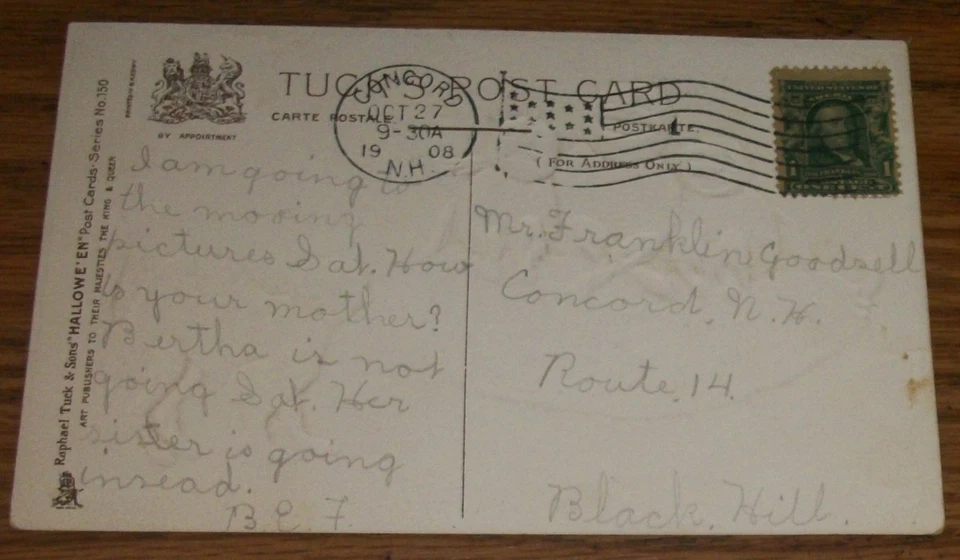 TUCK'S POST CARD
CARTE POSTALE.
POSTKARTE.
( FOR ADDRESS ONLY )
BY APPOINTMENT
CONCORD
OCT 27
9-30A
19 08
N.H.
1 1
ONE CENT
Raphael Tuck & Sons' "HALLOWE'EN" Post Cards. Series No. 150
ART PUBLISHERS TO THEIR MAJESTIES THE KING & QUEEN
I am going to
the moving
pictures Sat. How
is your mother?
Bertha is not
going Sat. Her
sister is going
insread.
B. E. F.
Mr. Franklin Goodsell
Concord, N. H.
Route 14.
Black Hill.